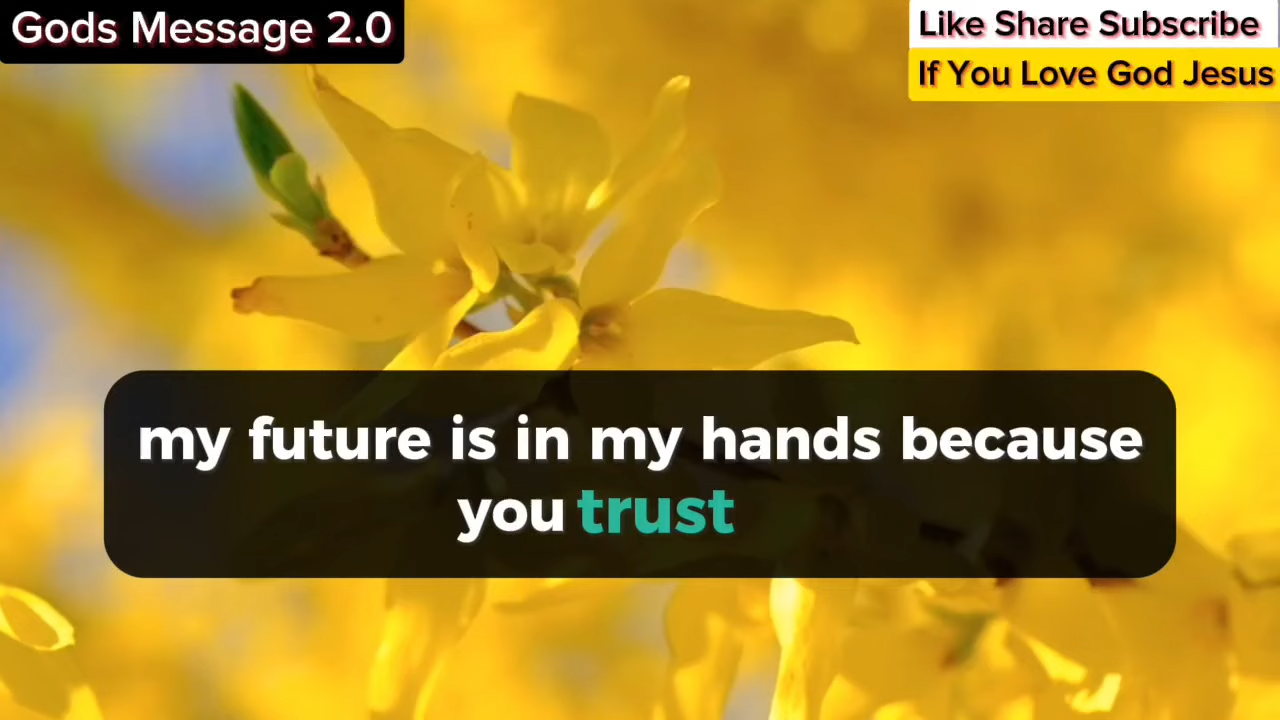 Gods Message 2.0
Like Share Subscribe
If You Love God Jesus
my future is in my hands because
you trust